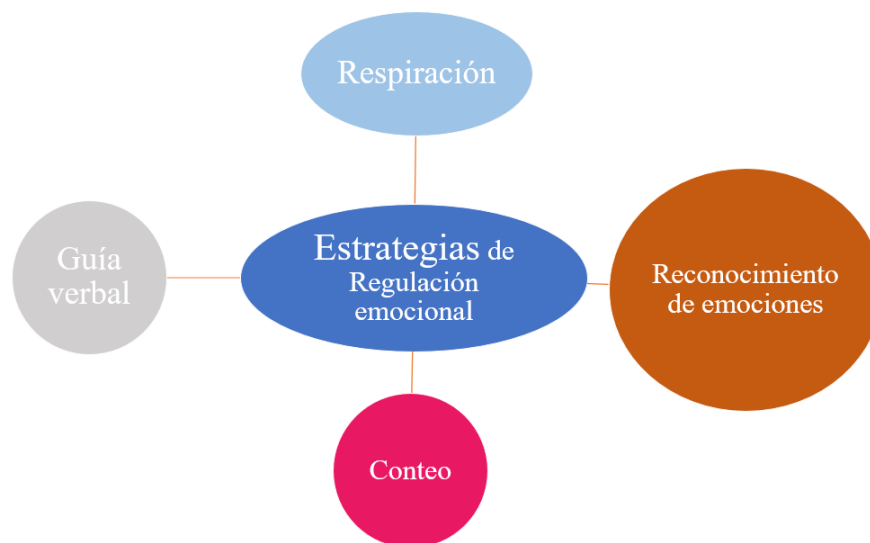 Respiración
Guía
verbal
Estrategias de
Regulación
emocional
Reconocimiento
de emociones
Conteo